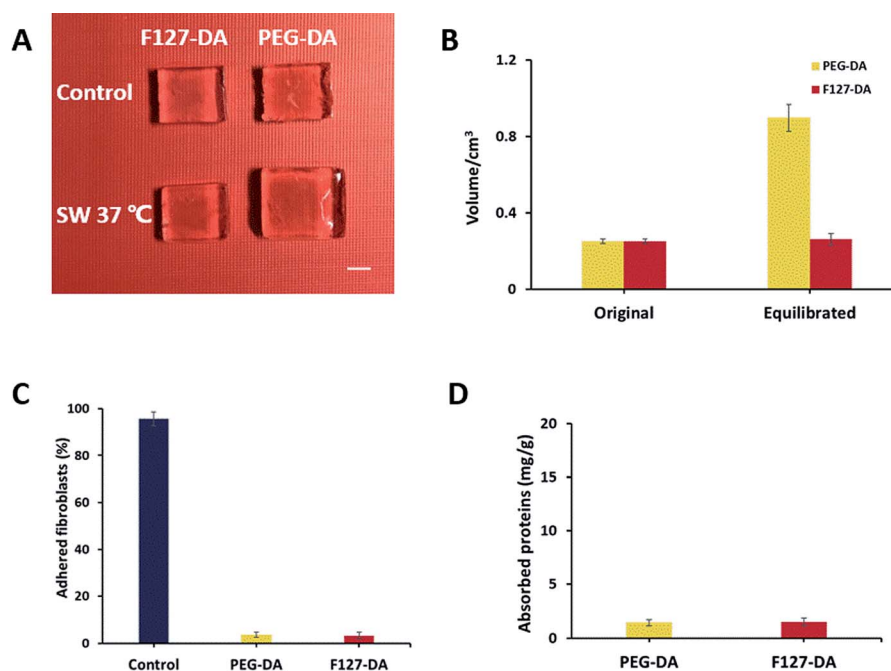 A
F127-DA PEG-DA
Control
SW 37 ℃
B
Volume/cm³
1.2
0.8
0.4
0
PEG-DA
F127-DA
Original Equilibrated
C
Adhered fibroblasts (%)
100
80
60
40
20
0
Control PEG-DA F127-DA
D
Absorbed proteins (mg/g)
20
15
10
5
0
PEG-DA F127-DA